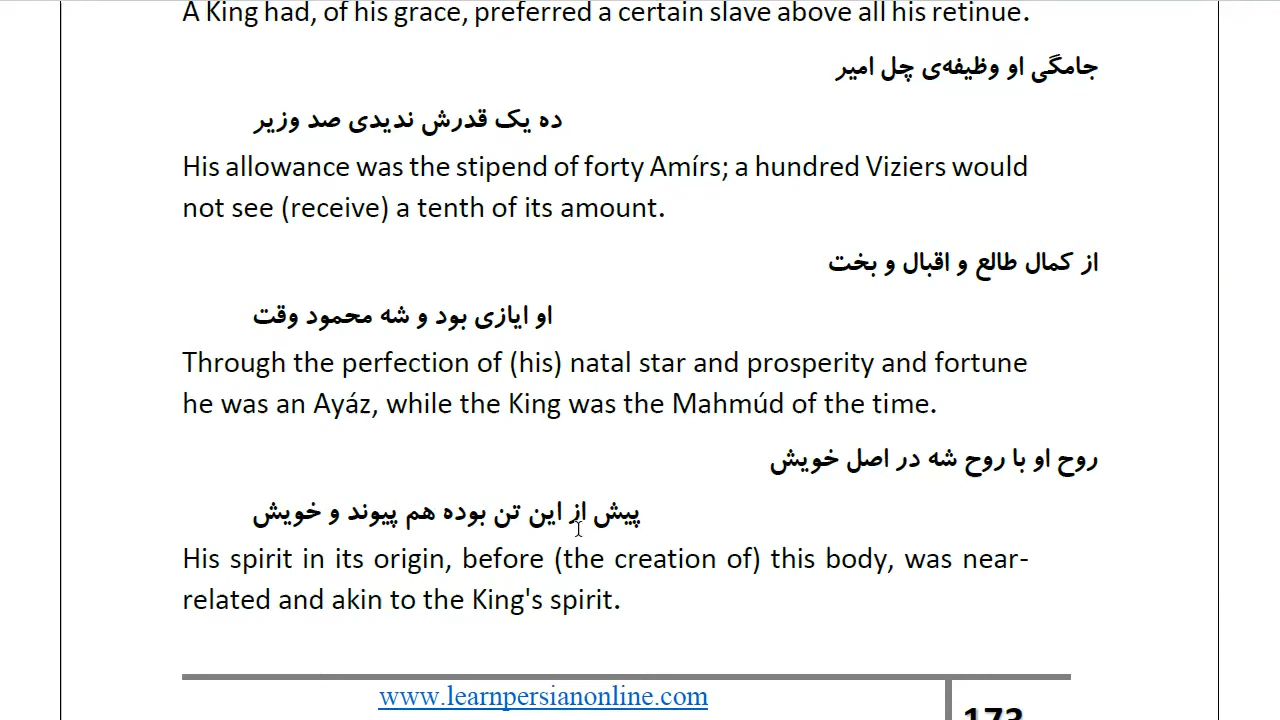 A King had, of his grace, preferred a certain slave above all his retinue.
جامگی او وظیفه‌ی چل امیر
ده یک قدرش ندیدی صد وزیر
His allowance was the stipend of forty Amírs; a hundred Viziers would
not see (receive) a tenth of its amount.
از کمال طالع و اقبال و بخت
او ایازی بود و شه محمود وقت
Through the perfection of (his) natal star and prosperity and fortune
he was an Ayáz, while the King was the Mahmúd of the time.
روح او با روح شه در اصل خویش
پیش از این تن بوده هم پیوند و خویش
His spirit in its origin, before (the creation of) this body, was near-
related and akin to the King's spirit.
www.learnpersianonline.com
173